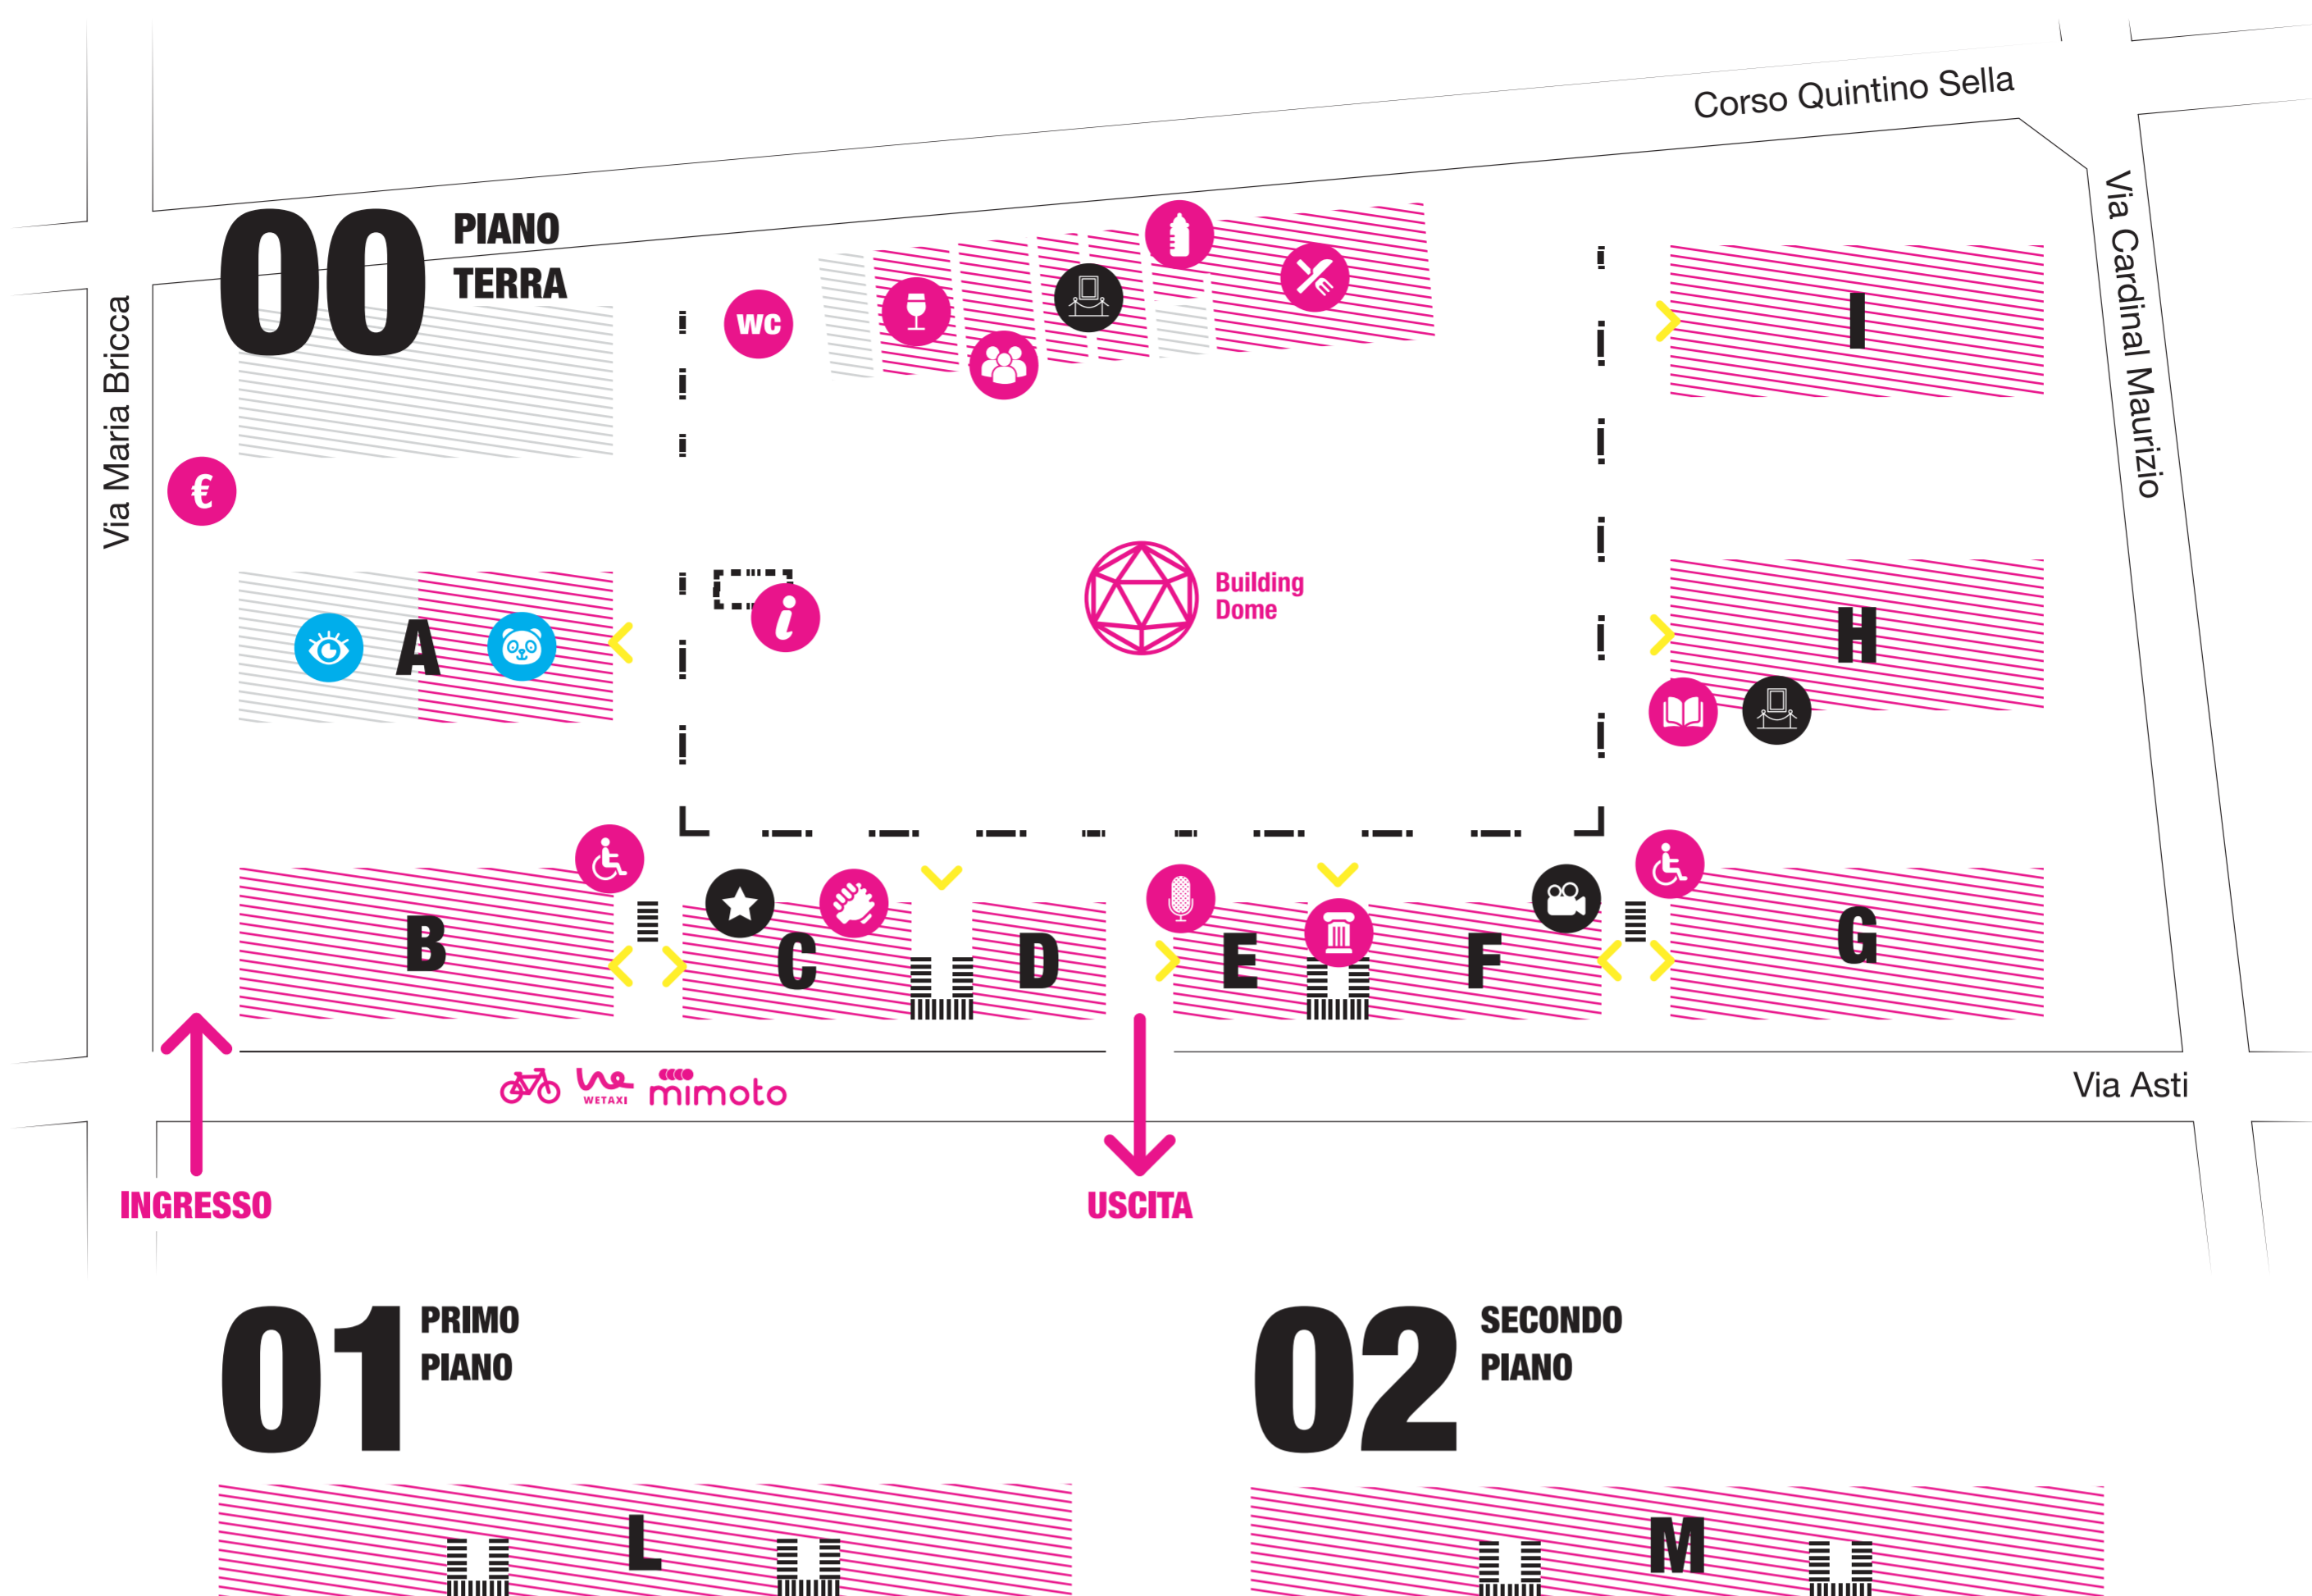 Corso Quintino Sella
Via Cardinal Maurizio
00
PIANO
TERRA
Via Maria Bricca
WC
I
€
Building
Dome
i
A
H
B
C
D
E
F
G
WETAXI
mimoto
Via Asti
INGRESSO
USCITA
01
PRIMO
PIANO
02
SECONDO
PIANO
L
M